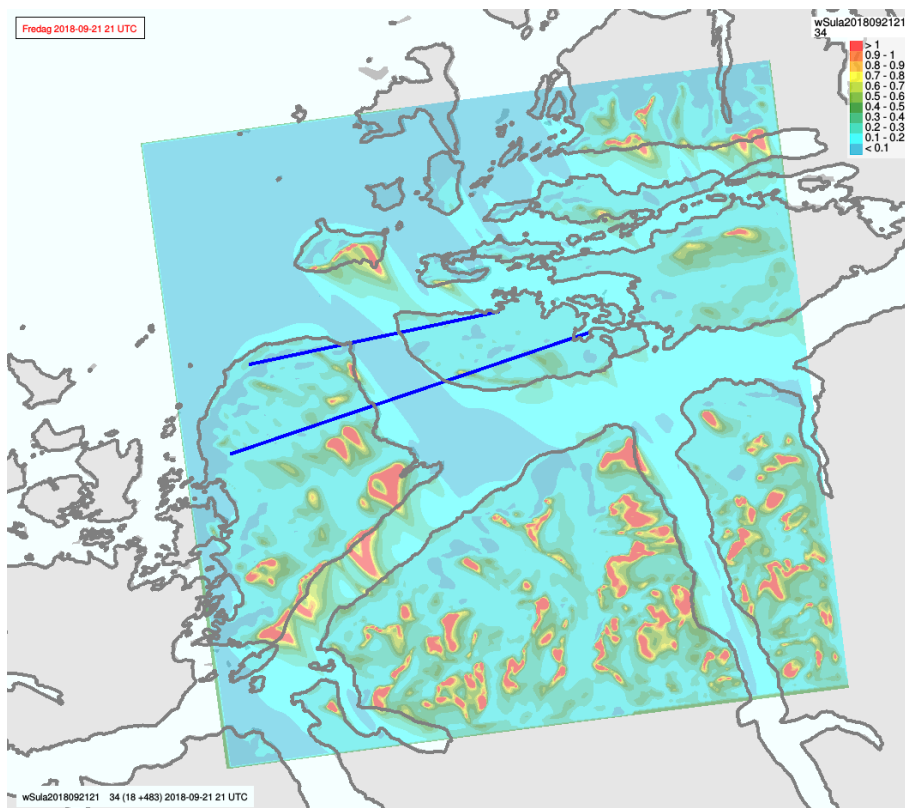 Fredag 2018-09-21 21 UTC
wSula2018092121
34
> 1
0.9 - 1
0.8 - 0.9
0.7 - 0.8
0.6 - 0.7
0.5 - 0.6
0.4 - 0.5
0.3 - 0.4
0.2 - 0.3
0.1 - 0.2
< 0.1
wSula2018092121 34 (18 +483) 2018-09-21 21 UTC